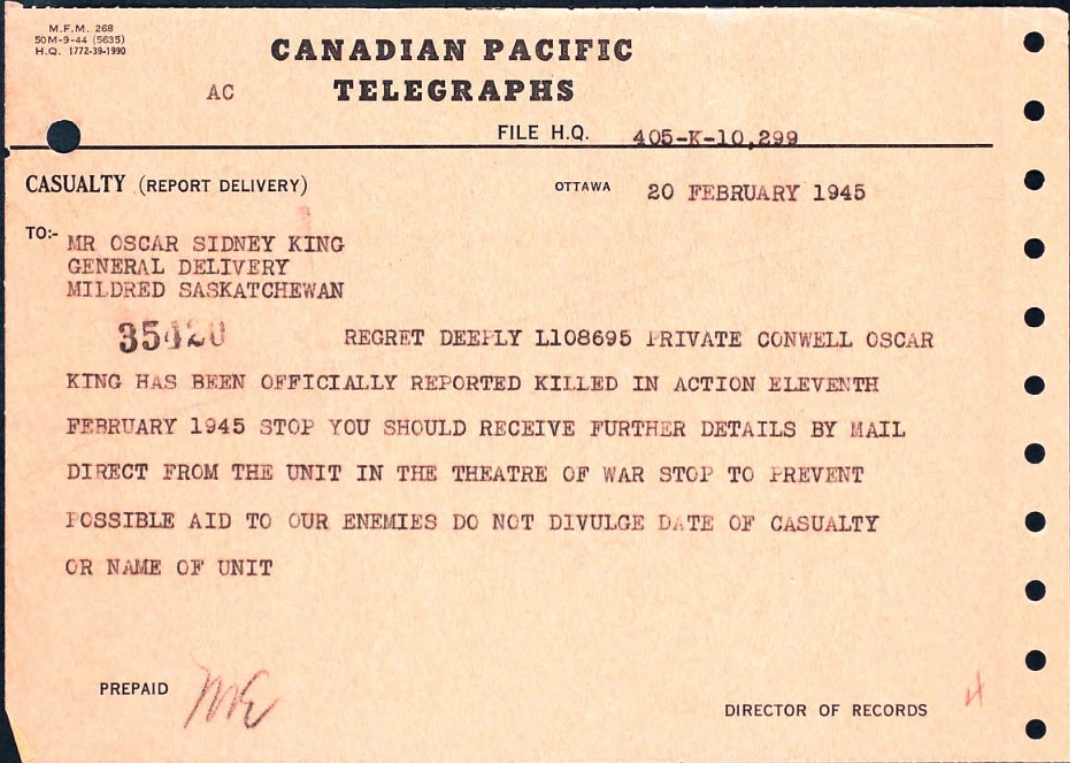 M.F.M. 268
50M-9-44 (5635)
H.Q. 1772-39-1990
CANADIAN PACIFIC
AC TELEGRAPHS
FILE H.Q. 405-K-10,299
CASUALTY (REPORT DELIVERY) OTTAWA 20 FEBRUARY 1945
TO:- MR OSCAR SIDNEY KING
GENERAL DELIVERY
MILDRED SASKATCHEWAN
35420 REGRET DEEPLY L108695 PRIVATE CONWELL OSCAR
KING HAS BEEN OFFICIALLY REPORTED KILLED IN ACTION ELEVENTH
FEBRUARY 1945 STOP YOU SHOULD RECEIVE FURTHER DETAILS BY MAIL
DIRECT FROM THE UNIT IN THE THEATRE OF WAR STOP TO PREVENT
POSSIBLE AID TO OUR ENEMIES DO NOT DIVULGE DATE OF CASUALTY
OR NAME OF UNIT
PREPAID
DIRECTOR OF RECORDS 4